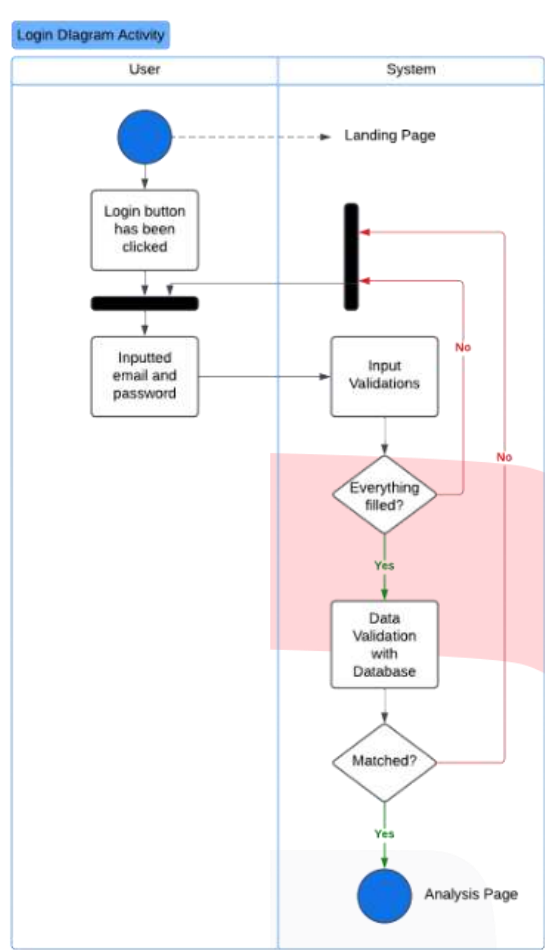 Login DIagram Activity
User
System
Landing Page
Login button
has been
clicked
No
Inputted
email and
password
Input
Validations
No
Everything
filled?
Yes
Data
Validation
with
Database
Matched?
Yes
Analysis Page